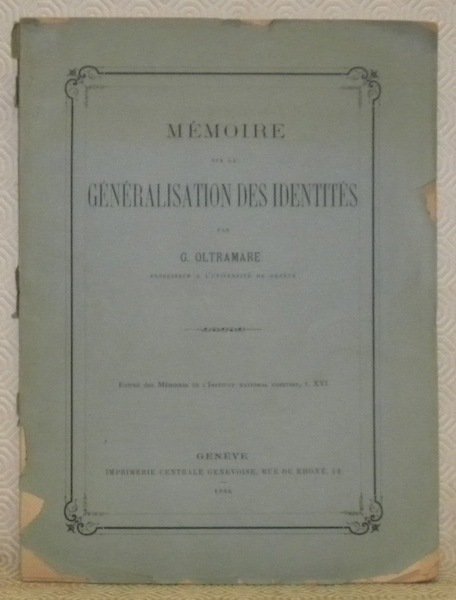 MÉMOIRE
SUR LA
GÉNÉRALISATION DES IDENTITÉS
PAR
G. OLTRAMARE
PROFESSEUR A L'UNIVERSITÉ DE GENÈVE
Extrait des Mémoires de l'Institut national genevois, t. XVI.
GENÈVE
IMPRIMERIE CENTRALE GENEVOISE, RUE DU RHONE,